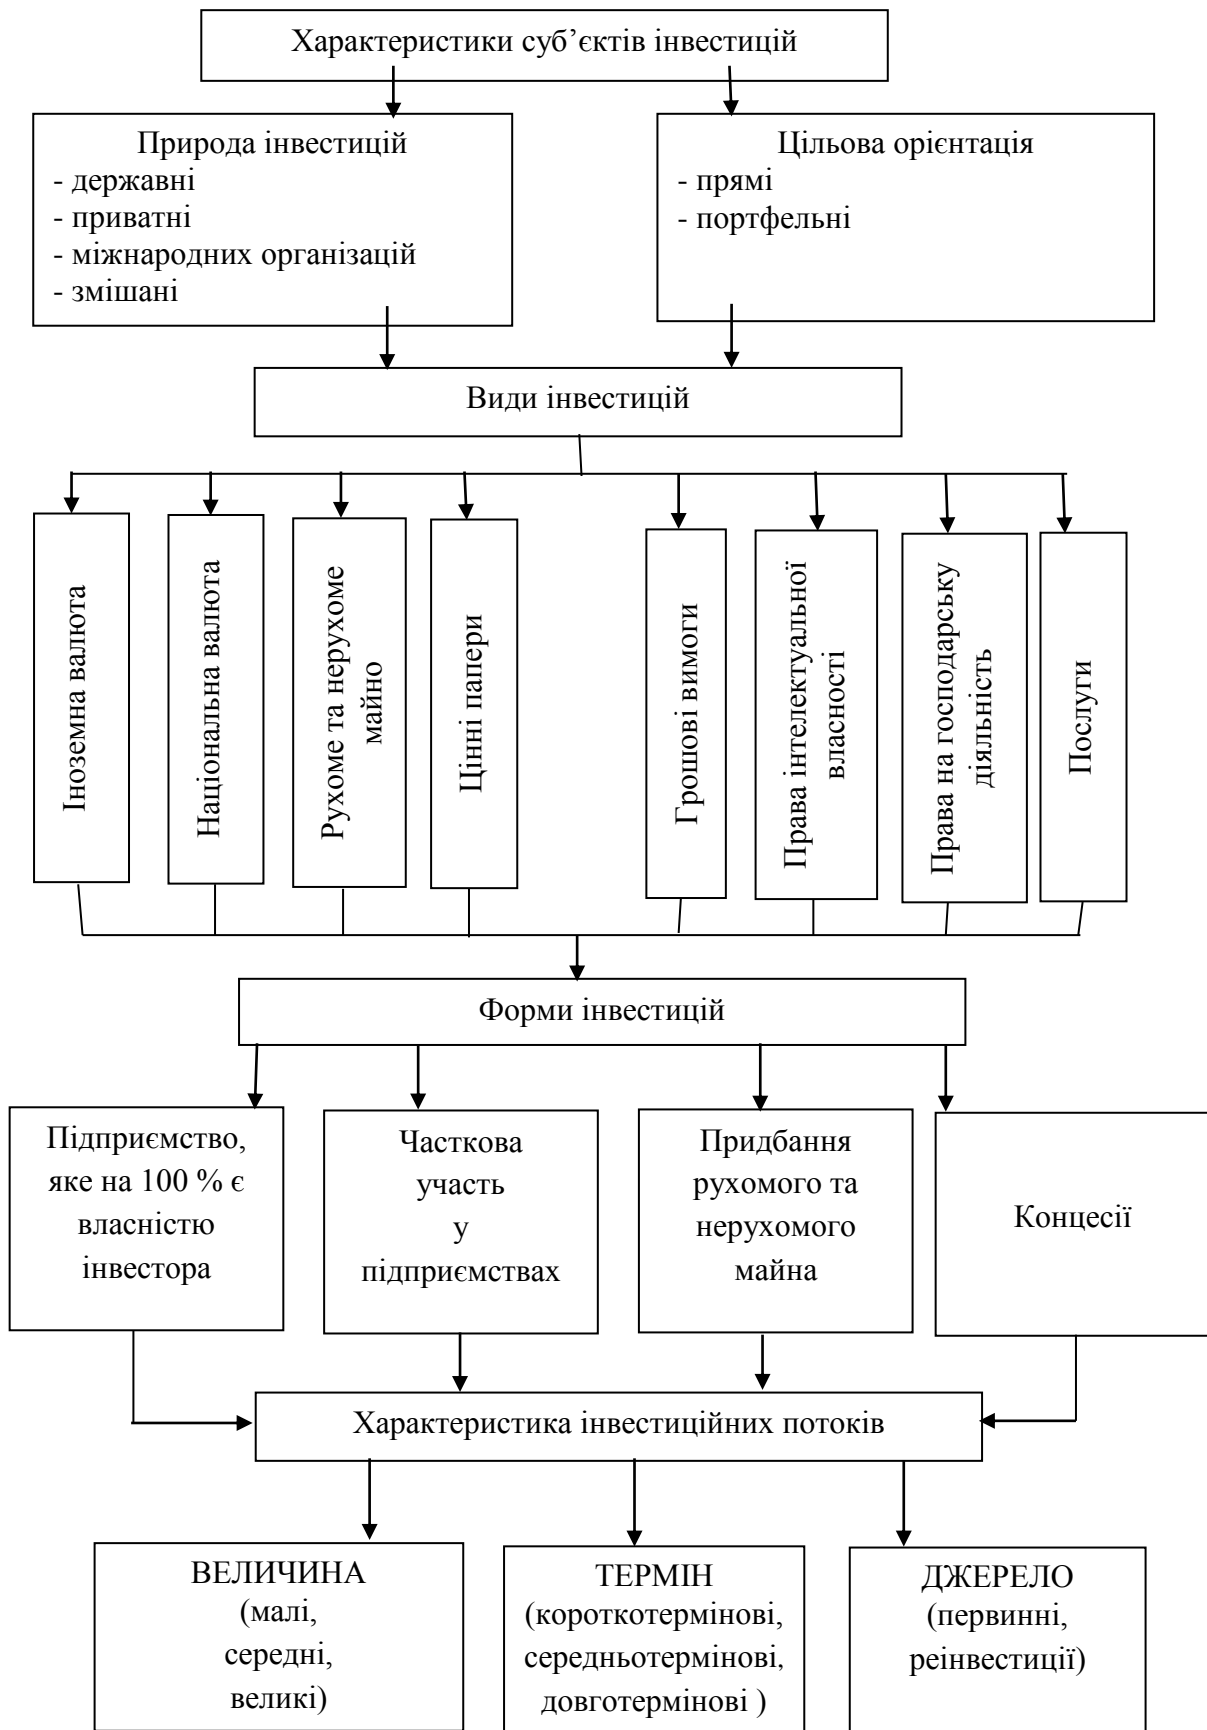 Характеристики суб’єктів інвестицій
Природа інвестицій
- державні
- приватні
- міжнародних організацій
- змішані
Цільова орієнтація
- прямі
- портфельні
Види інвестицій
Іноземна валюта
Національна валюта
Рухоме та нерухоме
майно
Цінні папери
Грошові вимоги
Права інтелектуальної
власності
Права на господарську
діяльність
Послуги
Форми інвестицій
Підприємство,
яке на 100 % є
власністю
інвестора
Часткова
участь
у
підприємствах
Придбання
рухомого та
нерухомого
майна
Концесії
Характеристика інвестиційних потоків
ВЕЛИЧИНА
(малі,
середні,
великі)
ТЕРМІН
(короткотермінові,
середньотермінові,
довготермінові )
ДЖЕРЕЛО
(первинні,
реінвестиції)